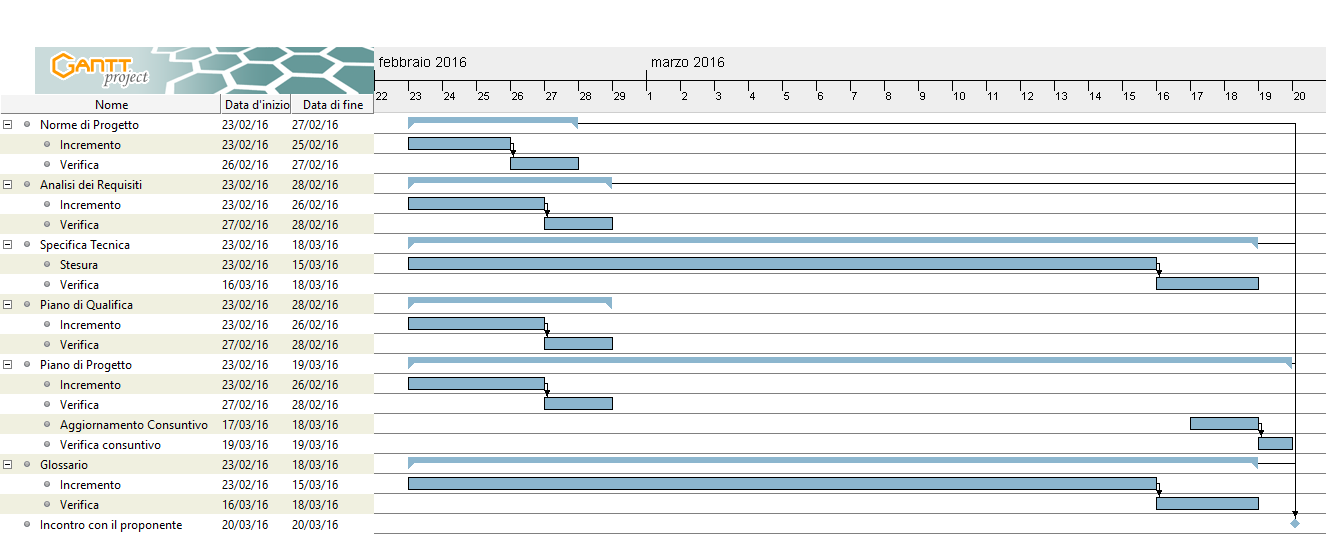 GANTT
project
febbraio 2016 marzo 2016
22 23 24 25 26 27 28 29 1 2 3 4 5 6 7 8 9 10 11 12 13 14 15 16 17 18 19 20
Nome Data d'inizio Data di fine
Norme di Progetto 23/02/16 27/02/16
Incremento 23/02/16 25/02/16
Verifica 26/02/16 27/02/16
Analisi dei Requisiti 23/02/16 28/02/16
Incremento 23/02/16 26/02/16
Verifica 27/02/16 28/02/16
Specifica Tecnica 23/02/16 18/03/16
Stesura 23/02/16 15/03/16
Verifica 16/03/16 18/03/16
Piano di Qualifica 23/02/16 28/02/16
Incremento 23/02/16 26/02/16
Verifica 27/02/16 28/02/16
Piano di Progetto 23/02/16 19/03/16
Incremento 23/02/16 26/02/16
Verifica 27/02/16 28/02/16
Aggiornamento Consuntivo 17/03/16 18/03/16
Verifica consuntivo 19/03/16 19/03/16
Glossario 23/02/16 18/03/16
Incremento 23/02/16 15/03/16
Verifica 16/03/16 18/03/16
Incontro con il proponente 20/03/16 20/03/16